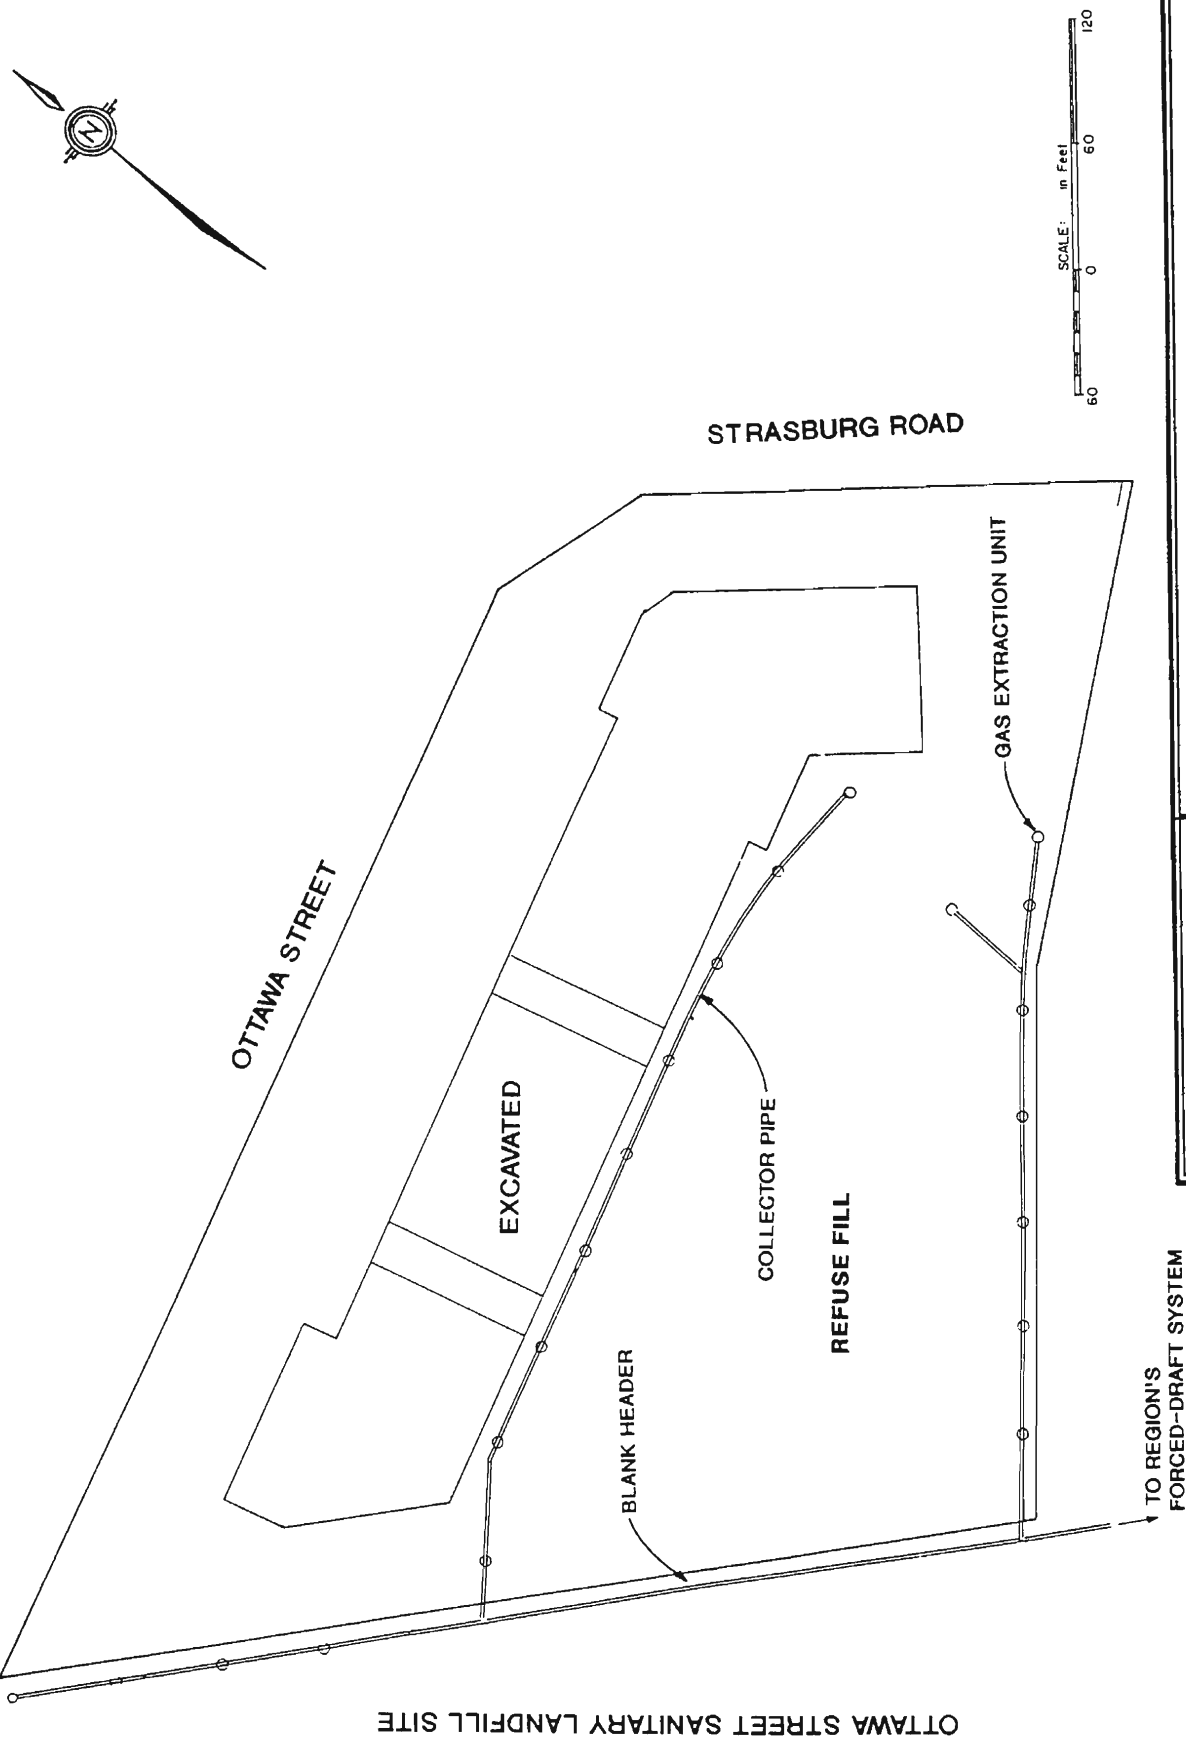 N
OTTAWA STREET
STRASBURG ROAD
SCALE: in Feet
60 0 60 120
EXCAVATED
GAS EXTRACTION UNIT
COLLECTOR PIPE
REFUSE FILL
BLANK HEADER
TO REGION'S
FORCED-DRAFT SYSTEM
OTTAWA STREET SANITARY LANDFILL SITE